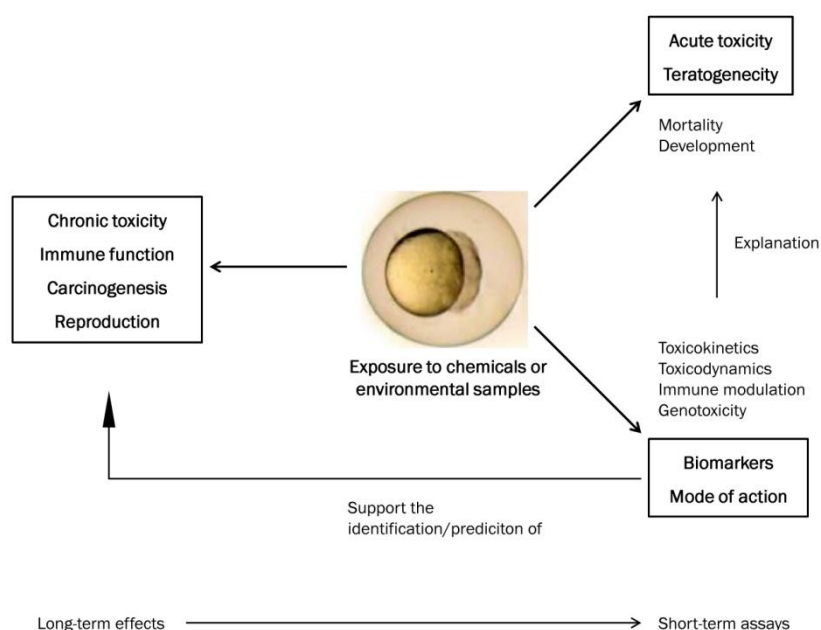 Acute toxicity
Teratogenecity
Mortality
Development
Chronic toxicity
Immune function
Carcinogenesis
Reproduction
Explanation
Exposure to chemicals or
environmental samples
Toxicokinetics
Toxicodynamics
Immune modulation
Genotoxicity
Biomarkers
Mode of action
Support the
identification/prediciton of
Long-term effects
Short-term assays